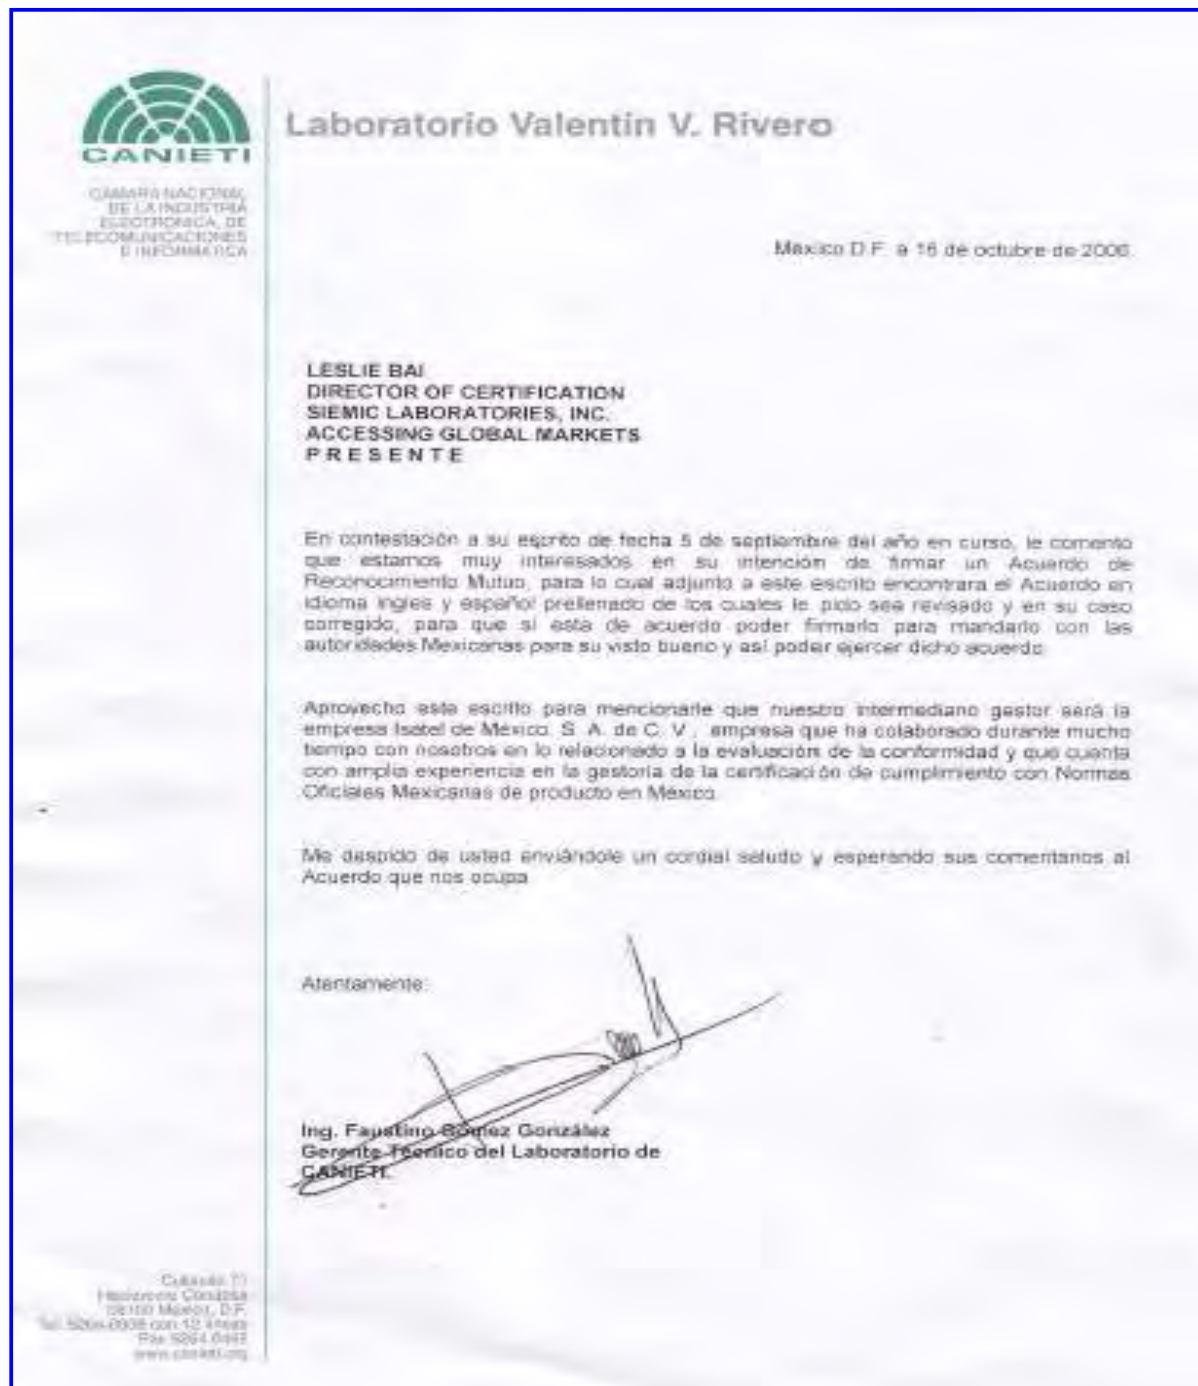 CANIETI
CAMARA NACIONAL
DE LA INDUSTRIA
ELECTRONICA, DE
TELECOMUNICACIONES
E INFORMATICA
Laboratorio Valentin V. Rivero
México D.F. a 16 de octubre de 2006.
LESLIE BAI
DIRECTOR OF CERTIFICATION
SIEMIC LABORATORIES, INC.
ACCESSING GLOBAL MARKETS
P R E S E N T E
En contestación a su escrito de fecha 5 de septiembre del año en curso, le comento
que estamos muy interesados en su intención de firmar un Acuerdo de
Reconocimiento Mutuo, para lo cual adjunto a este escrito encontrara el Acuerdo en
idioma ingles y español prellenado de los cuales le pido sea revisado y en su caso
corregido, para que si esta de acuerdo poder firmarlo para mandarlo con las
autoridades Mexicanas para su visto bueno y así poder ejercer dicho acuerdo.
Aprovecho este escrito para mencionarle que nuestro intermediario gestor será la
empresa Isatel de México, S. A. de C. V., empresa que ha colaborado durante mucho
tiempo con nosotros en lo relacionado a la evaluación de la conformidad y que cuenta
con amplia experiencia en la gestoria de la certificación de cumplimiento con Normas
Oficiales Mexicanas de producto en México.
Me despido de usted enviándole un cordial saludo y esperando sus comentarios al
Acuerdo que nos ocupa.
Atentamente:
Ing. Faustino Gómez González
Gerente Técnico del Laboratorio de
CANIETI.
México, D.F.
con 12 líneas
Fax
www.canieti.org